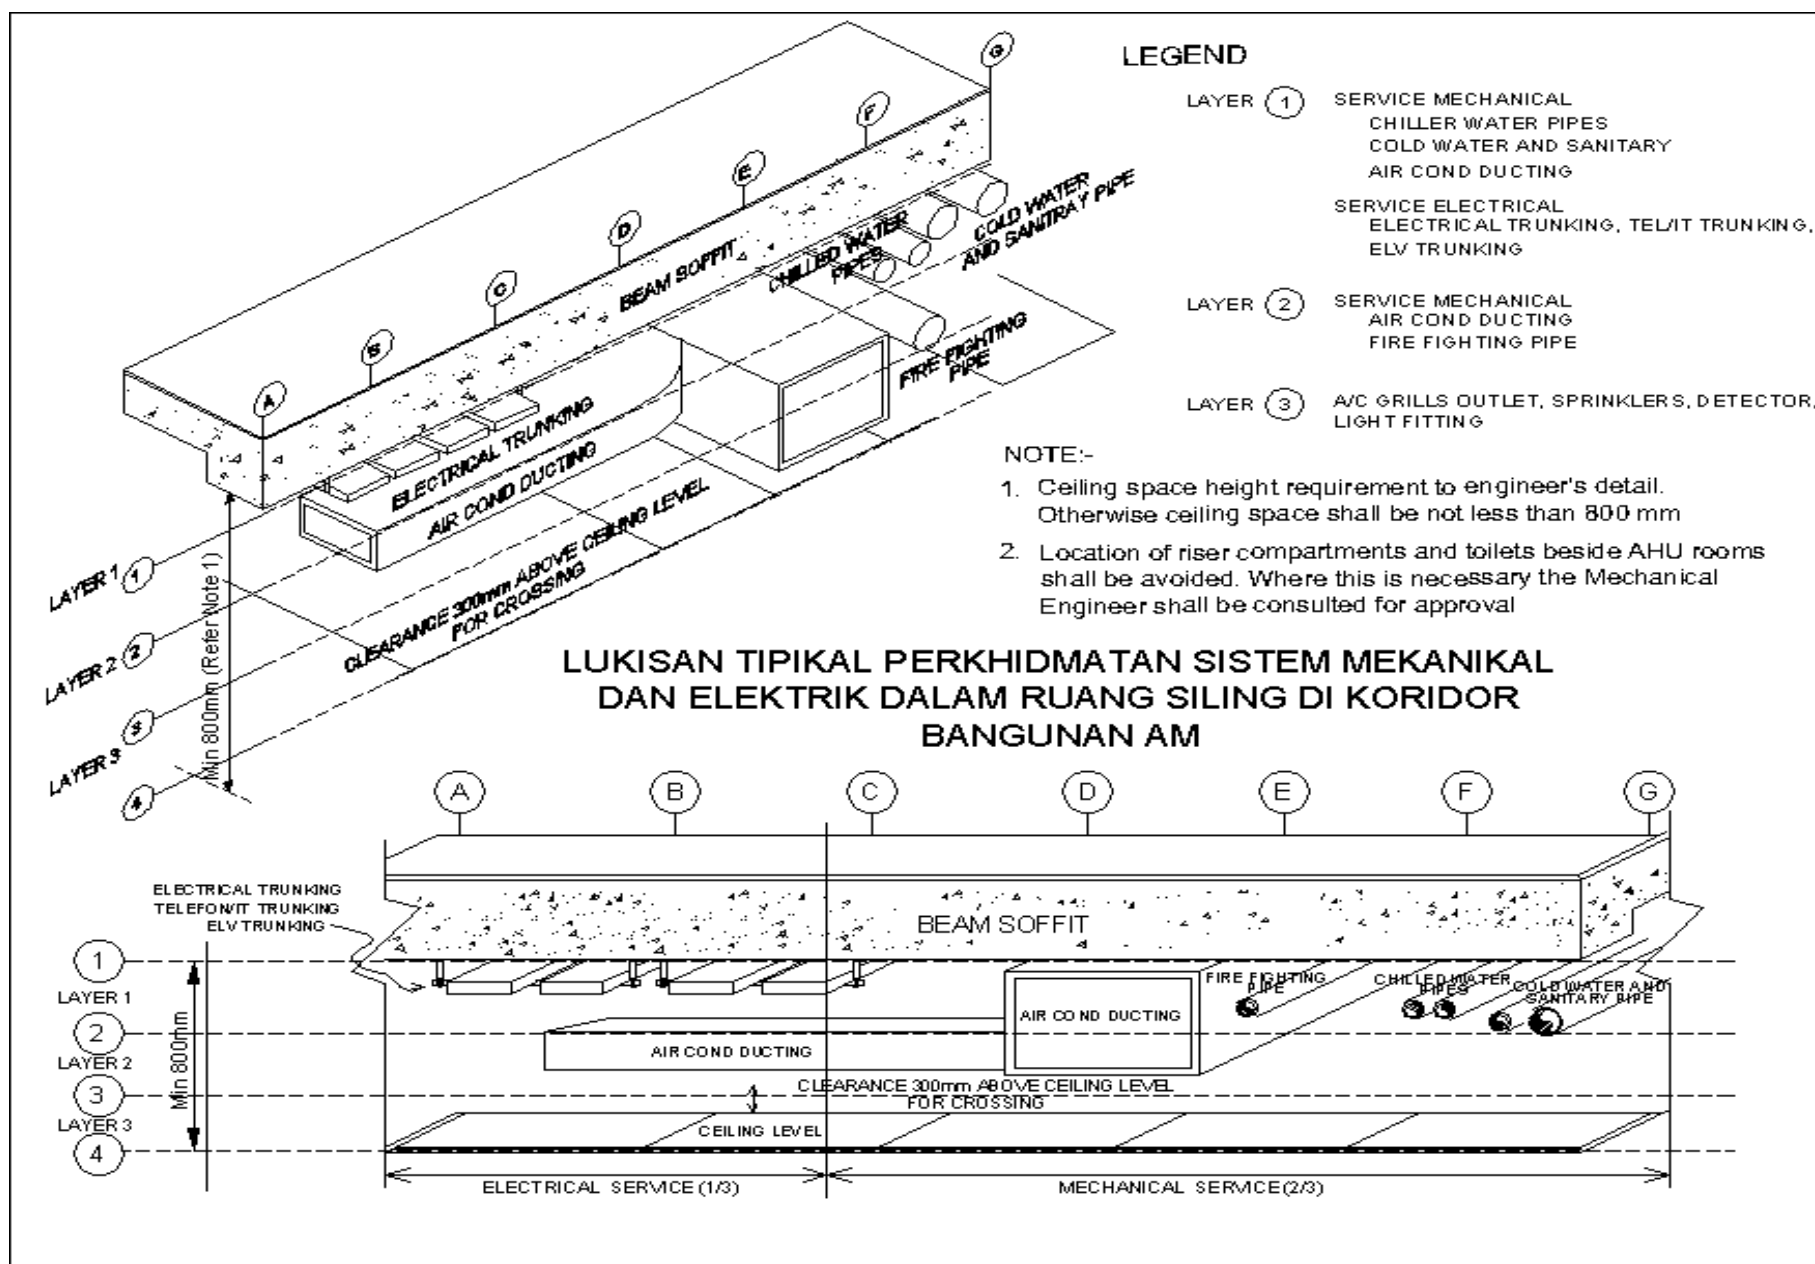 G
F
E
D
C
S
A
BEAM SOFFIT
CHILLED WATER
PIPES
COLD WATER
AND SANITRAY PIPE
FIRE FIGHTING
PIPE
ELECTRICAL TRUNKING
AIR COND DUCTING
CLEARANCE 300mm ABOVE CEILING LEVEL
FOR CROSSING
LAYER 1
1
LAYER 2
2
LAYER 3
3
4
Min 800mm (Refer Note 1)
LEGEND
LAYER 1 SERVICE MECHANICAL
CHILLER WATER PIPES
COLD WATER AND SANITARY
AIR COND DUCTING
SERVICE ELECTRICAL
ELECTRICAL TRUNKING, TEL/IT TRUNKING,
ELV TRUNKING
LAYER 2 SERVICE MECHANICAL
AIR COND DUCTING
FIRE FIGHTING PIPE
LAYER 3 A/C GRILLS OUTLET, SPRINKLERS, DETECTOR,
LIGHT FITTING
NOTE:-
1. Ceiling space height requirement to engineer's detail.
Otherwise ceiling space shall be not less than 800 mm
2. Location of riser compartments and toilets beside AHU rooms
shall be avoided. Where this is necessary the Mechanical
Engineer shall be consulted for approval
LUKISAN TIPIKAL PERKHIDMATAN SISTEM MEKANIKAL
DAN ELEKTRIK DALAM RUANG SILING DI KORIDOR
BANGUNAN AM
A B C D E F G
ELECTRICAL TRUNKING
TELEFON/IT TRUNKING
ELV TRUNKING
BEAM SOFFIT
1
LAYER 1
2
LAYER 2
3
LAYER 3
4
Min 800mm
FIRE FIGHTING
PIPE
CHILLED WATER
PIPES
COLD WATER AND
SANITARY PIPE
AIR COND DUCTING
AIR COND DUCTING
CLEARANCE 300mm ABOVE CEILING LEVEL
FOR CROSSING
CEILING LEVEL
ELECTRICAL SERVICE (1/3)
MECHANICAL SERVICE (2/3)